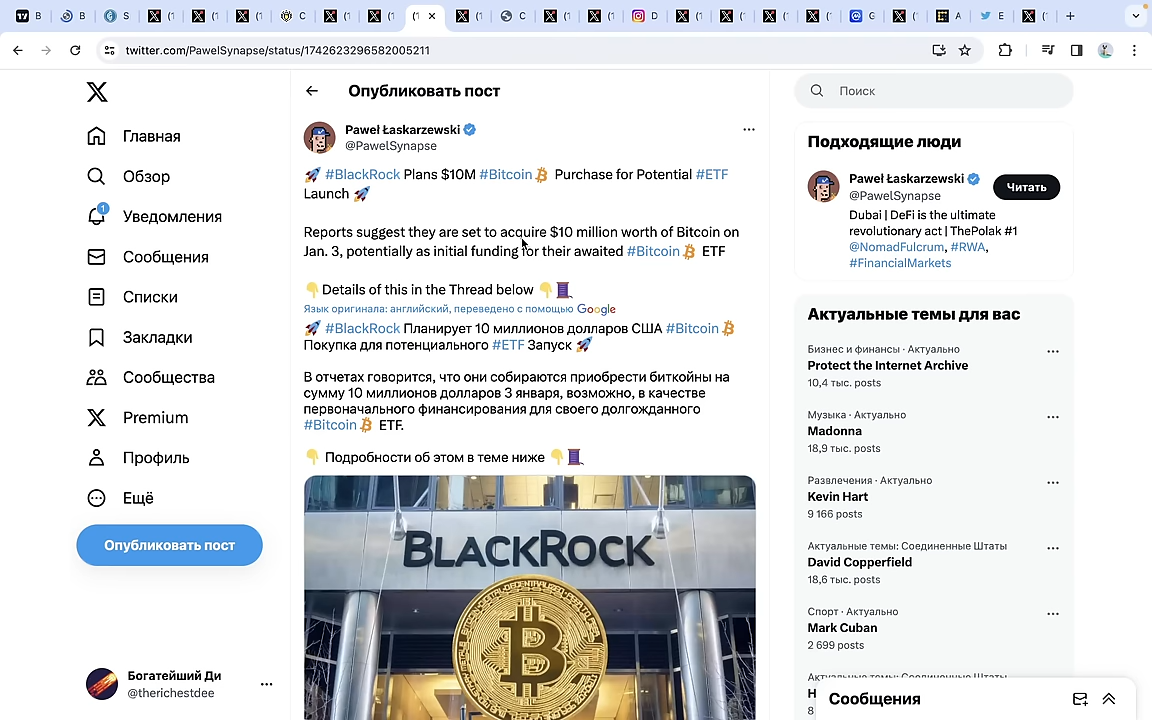 twitter.com/PawelSynapse/status/1742623296582005211
Главная
Обзор
1
Уведомления
Сообщения
Списки
Закладки
Сообщества
Premium
Профиль
Ещё
Опубликовать пост
Богатейший Ди
@therichestdee
Опубликовать пост
Paweł Łaskarzewski
@PawelSynapse
🚀 #BlackRock Plans $10M #Bitcoin Purchase for Potential #ETF
Launch 🚀
Reports suggest they are set to acquire $10 million worth of Bitcoin on
Jan. 3, potentially as initial funding for their awaited #Bitcoin ETF
👇Details of this in the Thread below 👇🧵
Язык оригинала: английский, переведено с помощью Google
🚀 #BlackRock Планирует 10 миллионов долларов США #Bitcoin
Покупка для потенциального #ETF Запуск 🚀
В отчетах говорится, что они собираются приобрести биткойны на
сумму 10 миллионов долларов 3 января, возможно, в качестве
первоначального финансирования для своего долгожданного
#Bitcoin ETF.
👇 Подробности об этом в теме ниже 👇🧵
BLACKROCK
Поиск
Подходящие люди
Paweł Łaskarzewski
@PawelSynapse
Читать
Dubai | DeFi is the ultimate
revolutionary act | ThePolak #1
@NomadFulcrum, #RWA,
#FinancialMarkets
Актуальные темы для вас
Бизнес и финансы · Актуально
Protect the Internet Archive
10,4 тыс. posts
Музыка · Актуально
Madonna
18,9 тыс. posts
Развлечения · Актуально
Kevin Hart
9 166 posts
Актуальные темы: Соединенные Штаты
David Copperfield
18,6 тыс. posts
Спорт · Актуально
Mark Cuban
2 699 posts
Сообщения